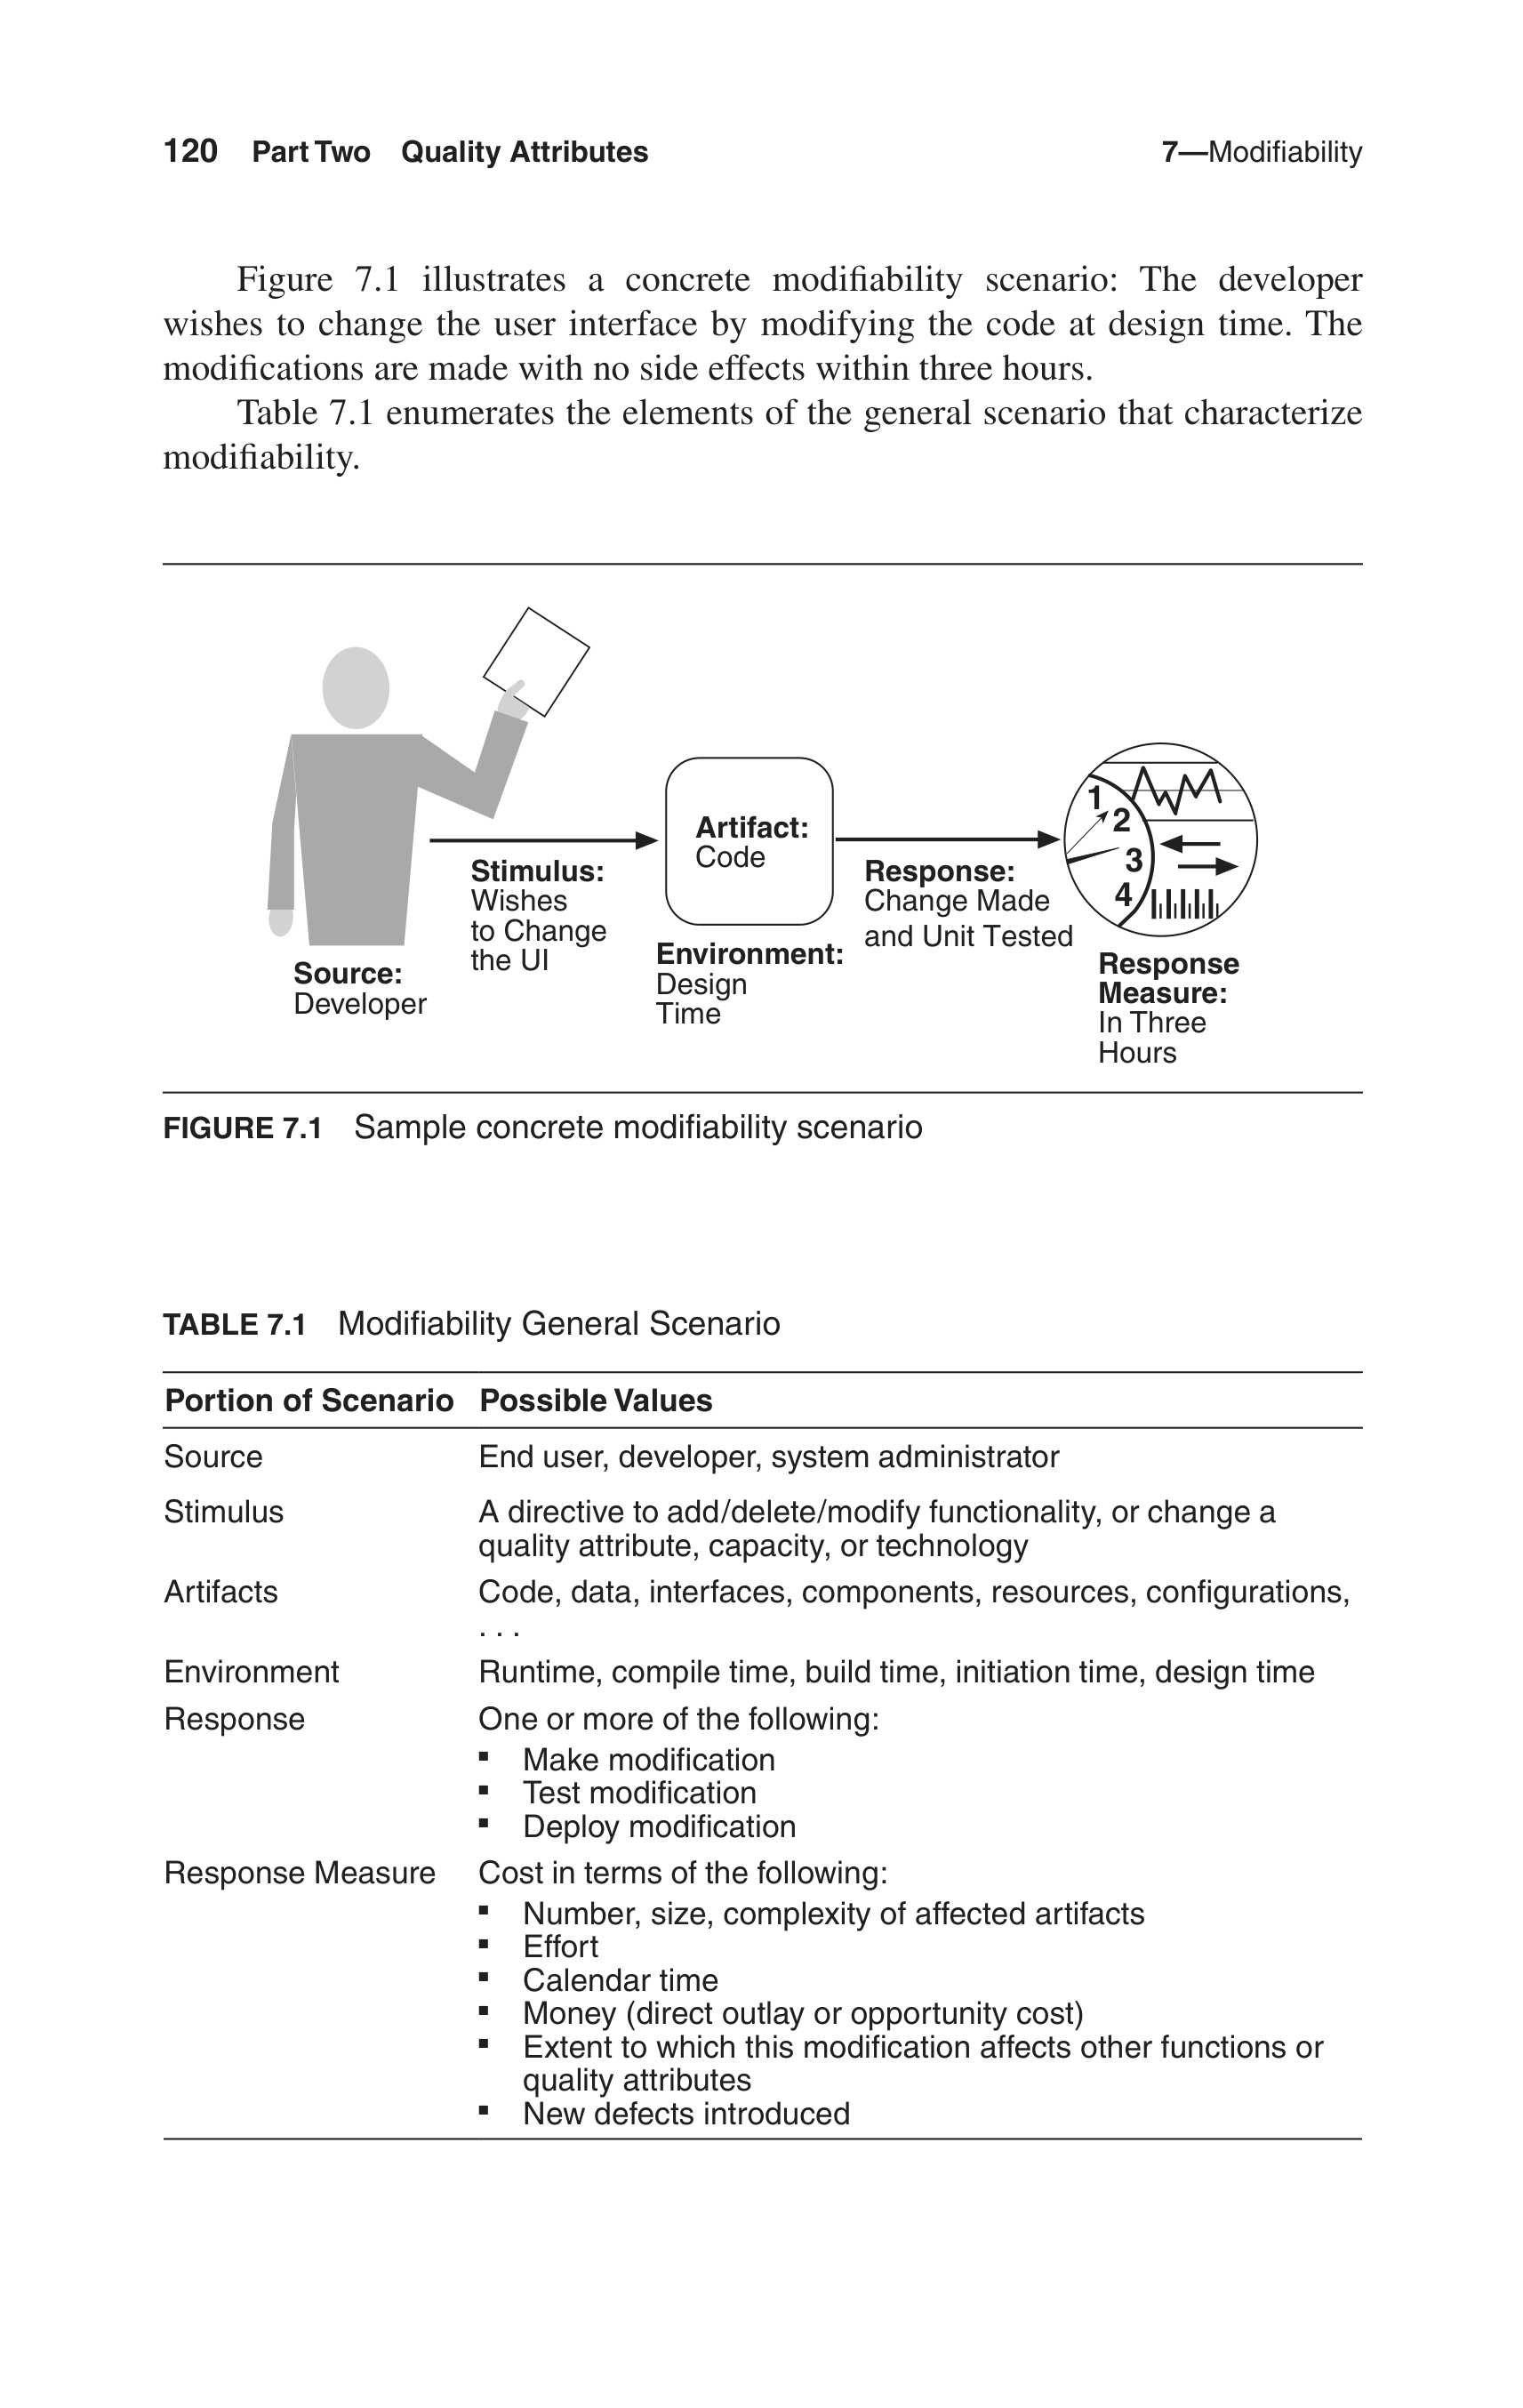 120 Part Two Quality Attributes 7—Modifiability
Figure 7.1 illustrates a concrete modifiability scenario: The developer
wishes to change the user interface by modifying the code at design time. The
modifications are made with no side effects within three hours.
Table 7.1 enumerates the elements of the general scenario that characterize
modifiability.
Source:
Developer
Stimulus:
Wishes
to Change
the UI
Artifact:
Code
Environment:
Design
Time
Response:
Change Made
and Unit Tested
1
2
3
4
Response
Measure:
In Three
Hours
FIGURE 7.1 Sample concrete modifiability scenario
TABLE 7.1 Modifiability General Scenario
Portion of Scenario Possible Values
Source End user, developer, system administrator
Stimulus A directive to add/delete/modify functionality, or change a
quality attribute, capacity, or technology
Artifacts Code, data, interfaces, components, resources, configurations,
. . .
Environment Runtime, compile time, build time, initiation time, design time
Response One or more of the following:
▪ Make modification
▪ Test modification
▪ Deploy modification
Response Measure Cost in terms of the following:
▪ Number, size, complexity of affected artifacts
▪ Effort
▪ Calendar time
▪ Money (direct outlay or opportunity cost)
▪ Extent to which this modification affects other functions or
quality attributes
▪ New defects introduced